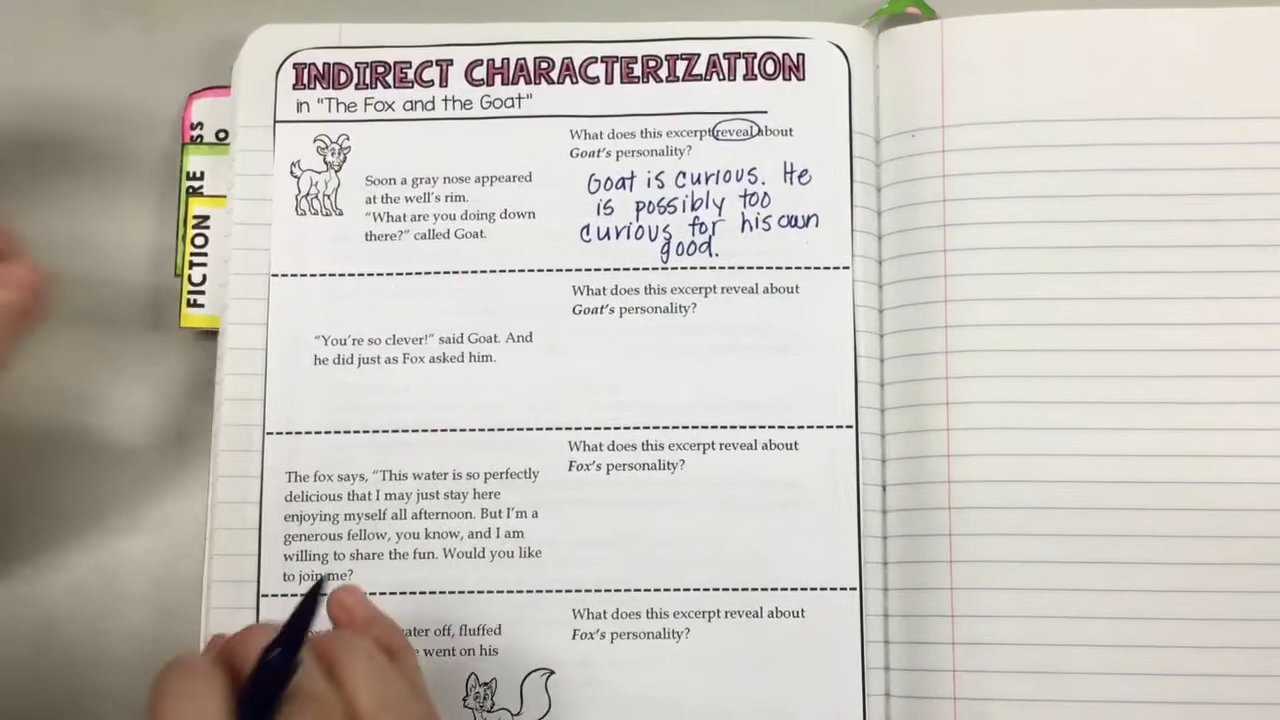 INDIRECT CHARACTERIZATION
in "The Fox and the Goat"
Soon a gray nose appeared
at the well's rim.
"What are you doing down
there?" called Goat.
What does this excerpt reveal about
Goat's personality?
Goat is curious. He
is possibly too
curious for his own
good.
"You're so clever!" said Goat. And
he did just as Fox asked him.
What does this excerpt reveal about
Goat's personality?
The fox says, "This water is so perfectly
delicious that I may just stay here
enjoying myself all afternoon. But I'm a
generous fellow, you know, and I am
willing to share the fun. Would you like
to join me?
What does this excerpt reveal about
Fox's personality?
off, fluffed
went on his
What does this excerpt reveal about
Fox's personality?
SS
O
RE
FICTION